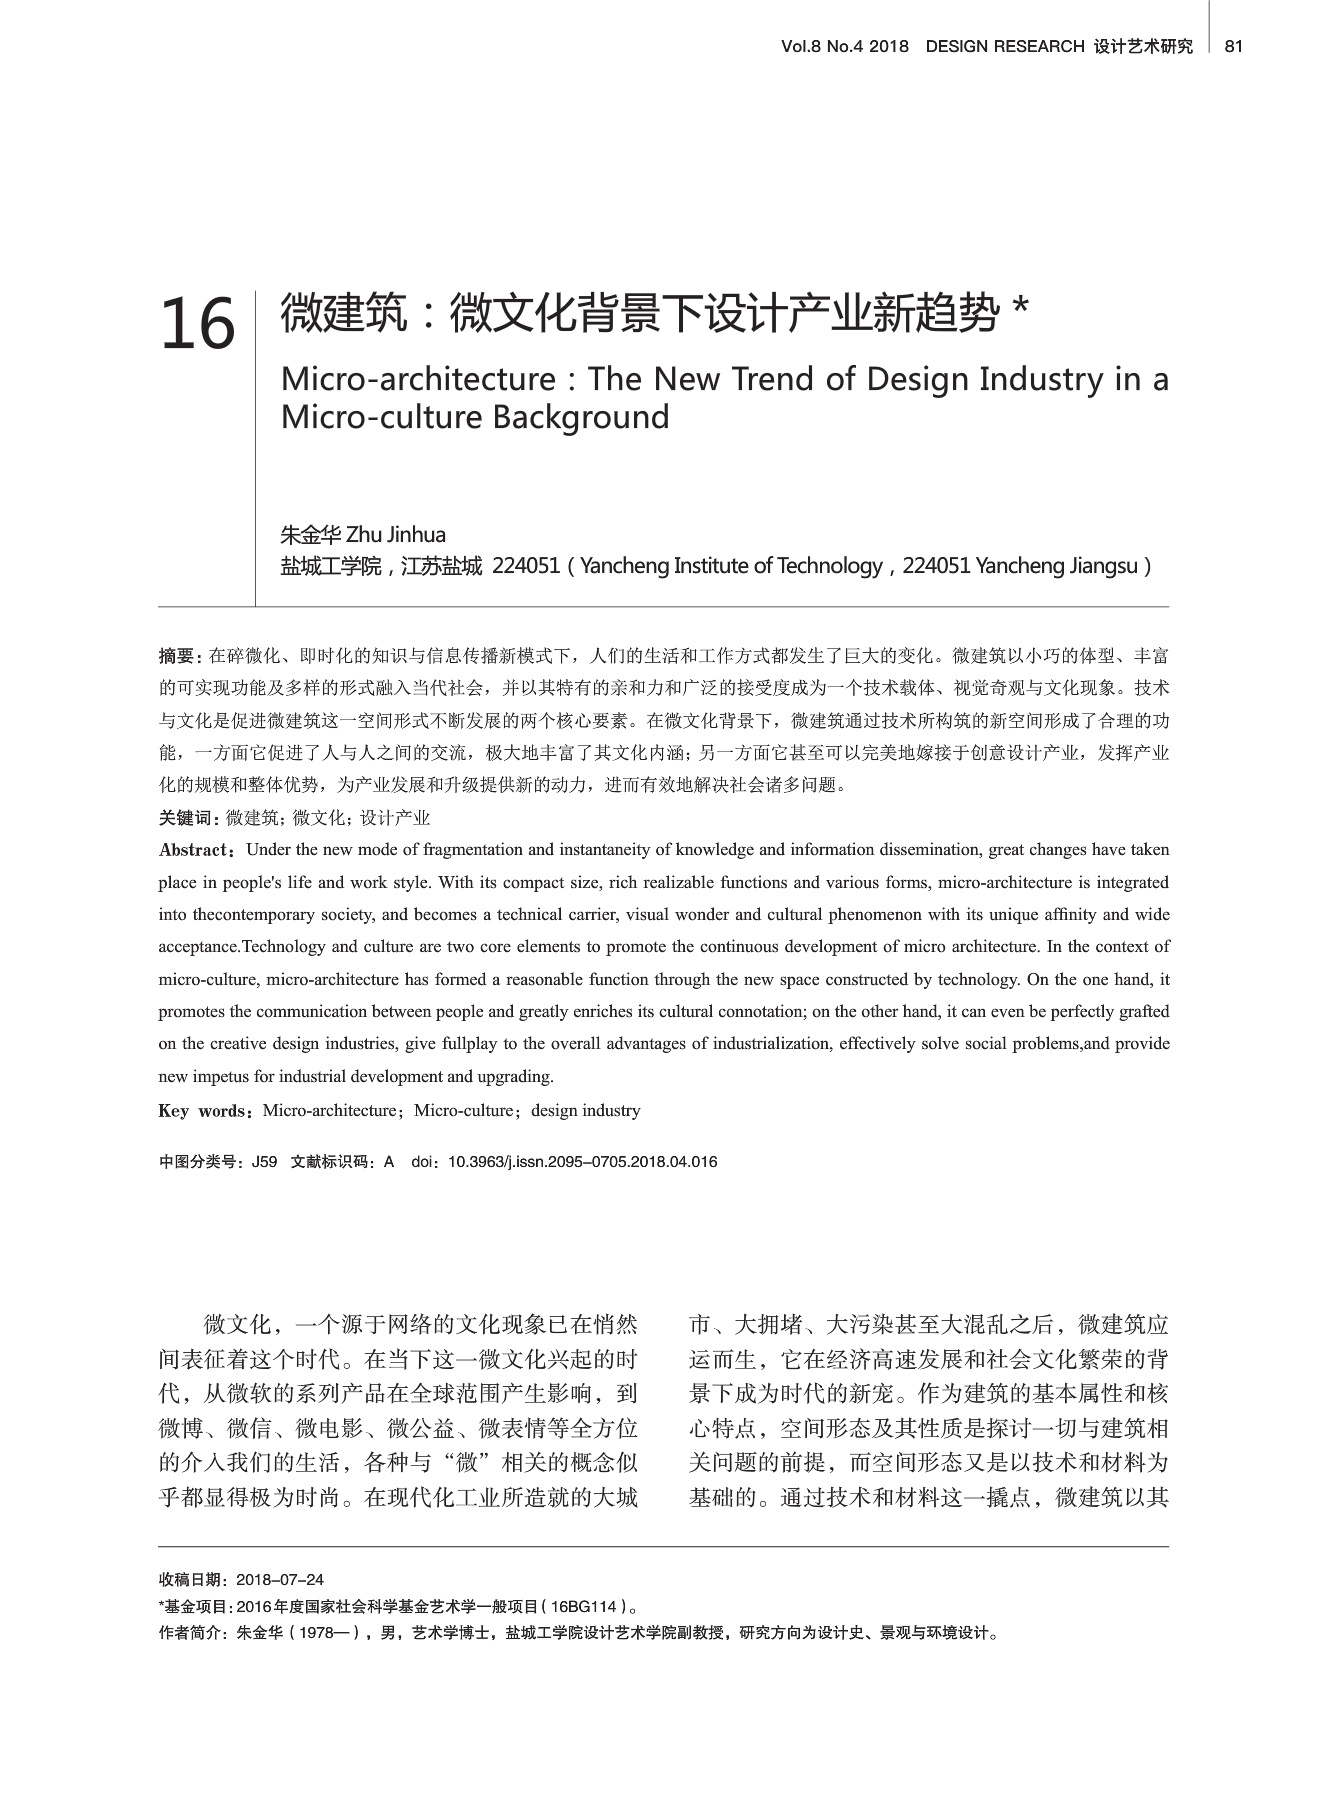 Vol.8 No.4 2018 DESIGN RESEARCH 设计艺术研究 81
16
微建筑：微文化背景下设计产业新趋势 *
Micro-architecture : The New Trend of Design Industry in a
Micro-culture Background
朱金华 Zhu Jinhua
盐城工学院，江苏盐城 224051（Yancheng Institute of Technology，224051 Yancheng Jiangsu）
摘要：在碎微化、即时化的知识与信息传播新模式下，人们的生活和工作方式都发生了巨大的变化。微建筑以小巧的体型、丰富
的可实现功能及多样的形式融入当代社会，并以其特有的亲和力和广泛的接受度成为一个技术载体、视觉奇观与文化现象。技术
与文化是促进微建筑这一空间形式不断发展的两个核心要素。在微文化背景下，微建筑通过技术所构筑的新空间形成了合理的功
能，一方面它促进了人与人之间的交流，极大地丰富了其文化内涵；另一方面它甚至可以完美地嫁接于创意设计产业，发挥产业
化的规模和整体优势，为产业发展和升级提供新的动力，进而有效地解决社会诸多问题。
关键词：微建筑；微文化；设计产业
Abstract：Under the new mode of fragmentation and instantaneity of knowledge and information dissemination, great changes have taken
place in people's life and work style. With its compact size, rich realizable functions and various forms, micro-architecture is integrated
into thecontemporary society, and becomes a technical carrier, visual wonder and cultural phenomenon with its unique affinity and wide
acceptance.Technology and culture are two core elements to promote the continuous development of micro architecture. In the context of
micro-culture, micro-architecture has formed a reasonable function through the new space constructed by technology. On the one hand, it
promotes the communication between people and greatly enriches its cultural connotation; on the other hand, it can even be perfectly grafted
on the creative design industries, give fullplay to the overall advantages of industrialization, effectively solve social problems,and provide
new impetus for industrial development and upgrading.
Key words：Micro-architecture；Micro-culture；design industry
中图分类号：J59 文献标识码：A doi：10.3963/j.issn.2095–0705.2018.04.016
微文化，一个源于网络的文化现象已在悄然
间表征着这个时代。在当下这一微文化兴起的时
代，从微软的系列产品在全球范围产生影响，到
微博、微信、微电影、微公益、微表情等全方位
的介入我们的生活，各种与“微”相关的概念似
乎都显得极为时尚。在现代化工业所造就的大城
市、大拥堵、大污染甚至大混乱之后，微建筑应
运而生，它在经济高速发展和社会文化繁荣的背
景下成为时代的新宠。作为建筑的基本属性和核
心特点，空间形态及其性质是探讨一切与建筑相
关问题的前提，而空间形态又是以技术和材料为
基础的。通过技术和材料这一撬点，微建筑以其
收稿日期：2018–07–24
*基金项目：2016年度国家社会科学基金艺术学一般项目（16BG114）。
作者简介：朱金华（1978—），男，艺术学博士，盐城工学院设计艺术学院副教授，研究方向为设计史、景观与环境设计。